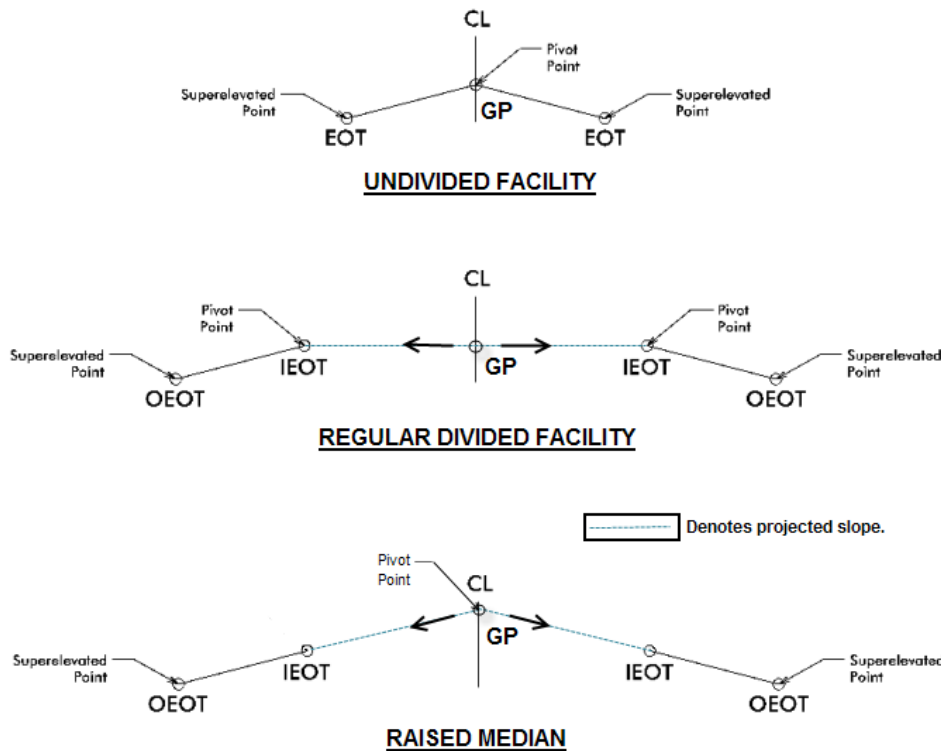 CL
Pivot
Point
Superelevated
Point
GP
Superelevated
Point
EOT
EOT
UNDIVIDED FACILITY
CL
Pivot
Point
Pivot
Point
Superelevated
Point
IEOT
GP
IEOT
Superelevated
Point
OEOT
OEOT
REGULAR DIVIDED FACILITY
Denotes projected slope.
Pivot
Point
CL
GP
Superelevated
Point
IEOT
IEOT
Superelevated
Point
OEOT
OEOT
RAISED MEDIAN